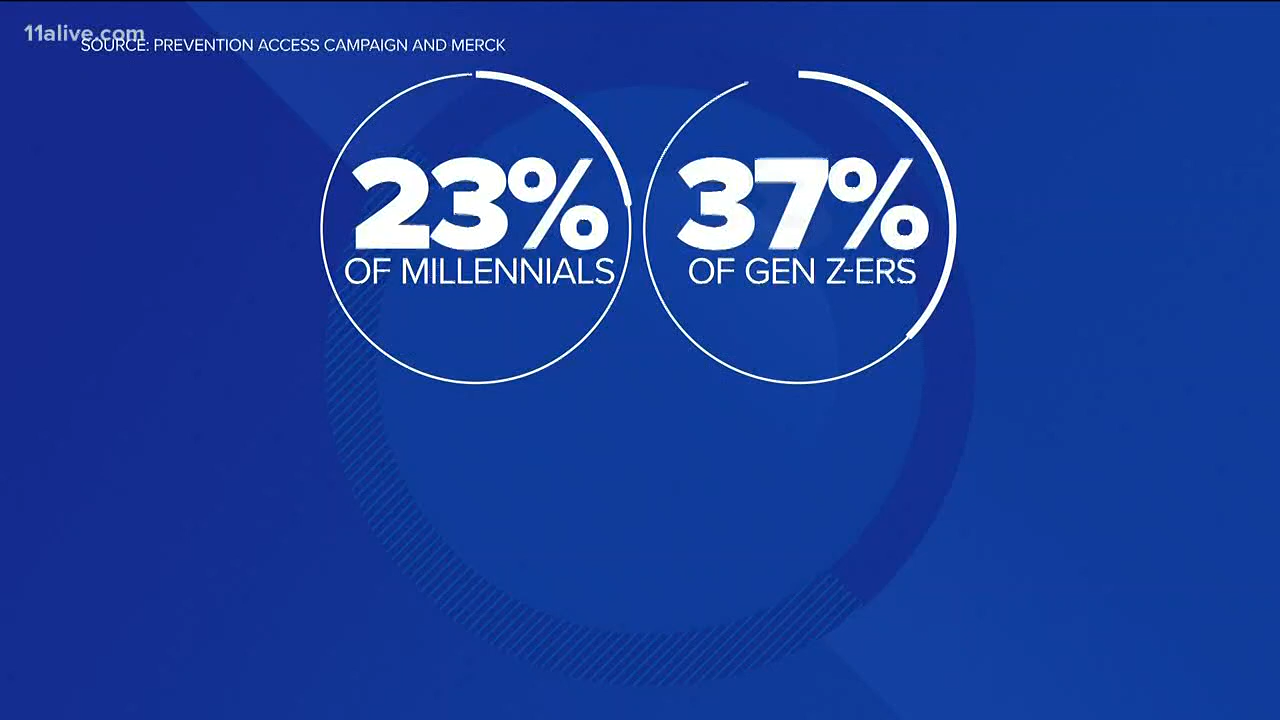 11alive.com
SOURCE: PREVENTION ACCESS CAMPAIGN AND MERCK
23%
OF MILLENNIALS
37%
OF GEN Z-ERS